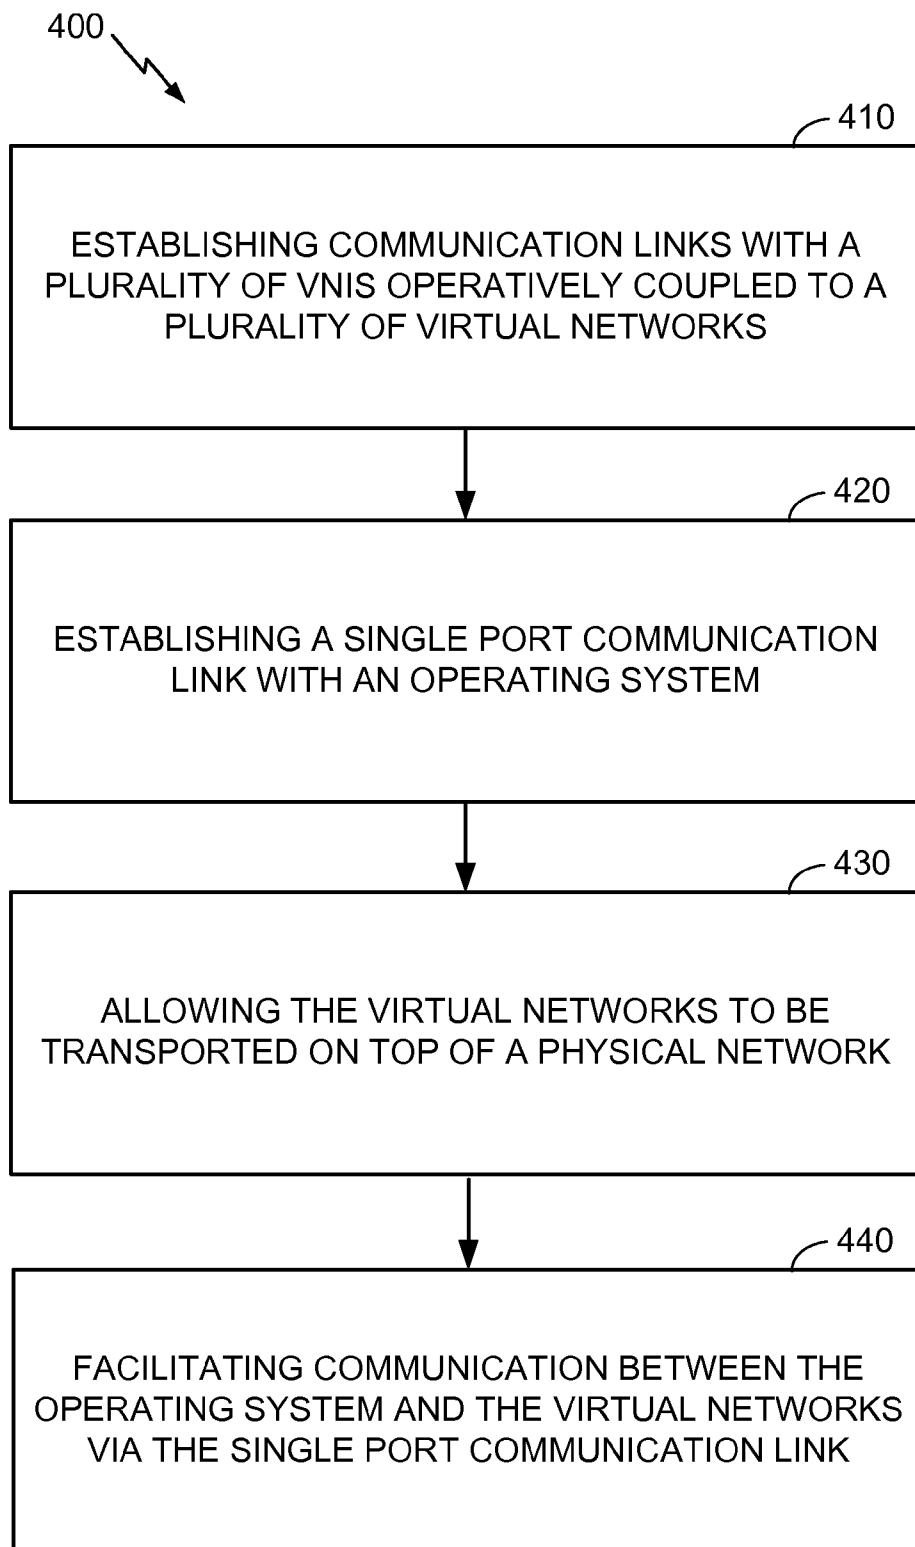 400
410
ESTABLISHING COMMUNICATION LINKS WITH A
PLURALITY OF VNIS OPERATIVELY COUPLED TO A
PLURALITY OF VIRTUAL NETWORKS
420
ESTABLISHING A SINGLE PORT COMMUNICATION
LINK WITH AN OPERATING SYSTEM
430
ALLOWING THE VIRTUAL NETWORKS TO BE
TRANSPORTED ON TOP OF A PHYSICAL NETWORK
440
FACILITATING COMMUNICATION BETWEEN THE
OPERATING SYSTEM AND THE VIRTUAL NETWORKS
VIA THE SINGLE PORT COMMUNICATION LINK